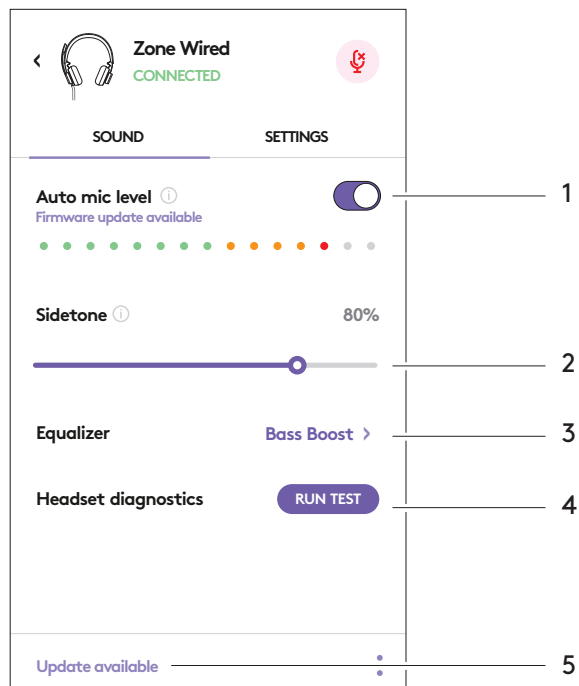 Zone Wired
CONNECTED
SOUND SETTINGS
Auto mic level
Firmware update available
1
Sidetone 80%
2
Equalizer Bass Boost >
3
Headset diagnostics RUN TEST
4
Update available
5